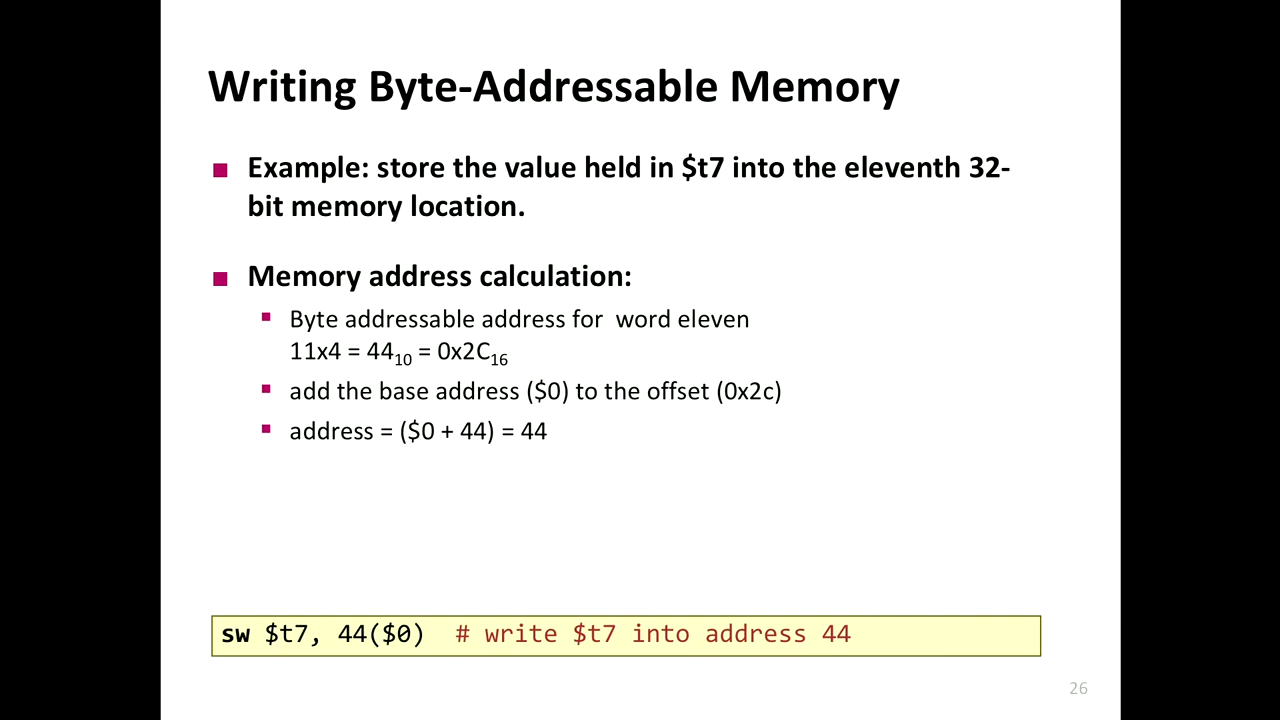 Writing Byte-Addressable Memory
Example: store the value held in $t7 into the eleventh 32-
bit memory location.
Memory address calculation:
Byte addressable address for  word eleven
11x4 = 44₁₀ = 0x2C₁₆
add the base address ($0) to the offset (0x2c)
address = ($0 + 44) = 44
sw $t7, 44($0)  # write $t7 into address 44
26